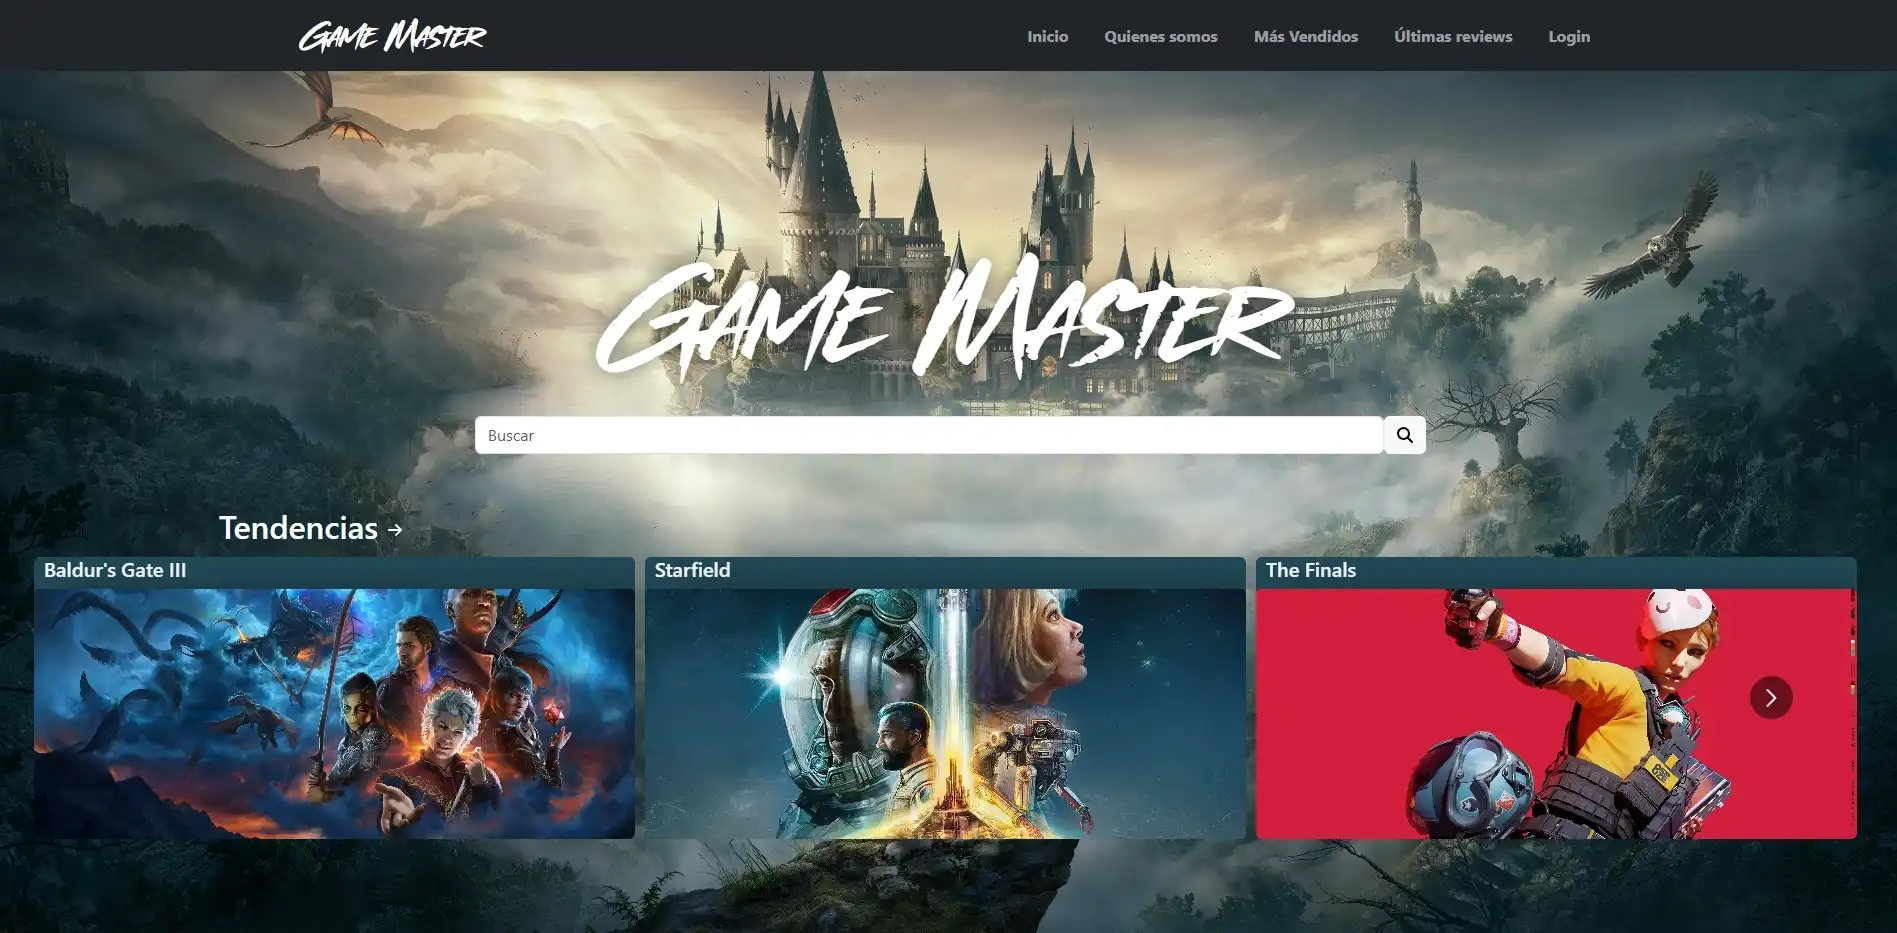 GAME MASTER
Inicio
Quienes somos
Más Vendidos
Últimas reviews
Login
GAME MASTER
Buscar
Tendencias →
Baldur's Gate III
Starfield
The Finals